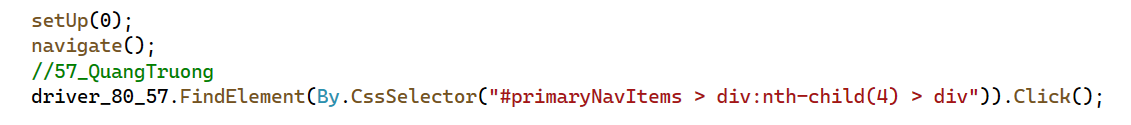 setUp(0);
navigate();
//57_QuangTruong
driver_80_57.FindElement(By.CssSelector("#primaryNavItems > div:nth-child(4) > div")).Click();